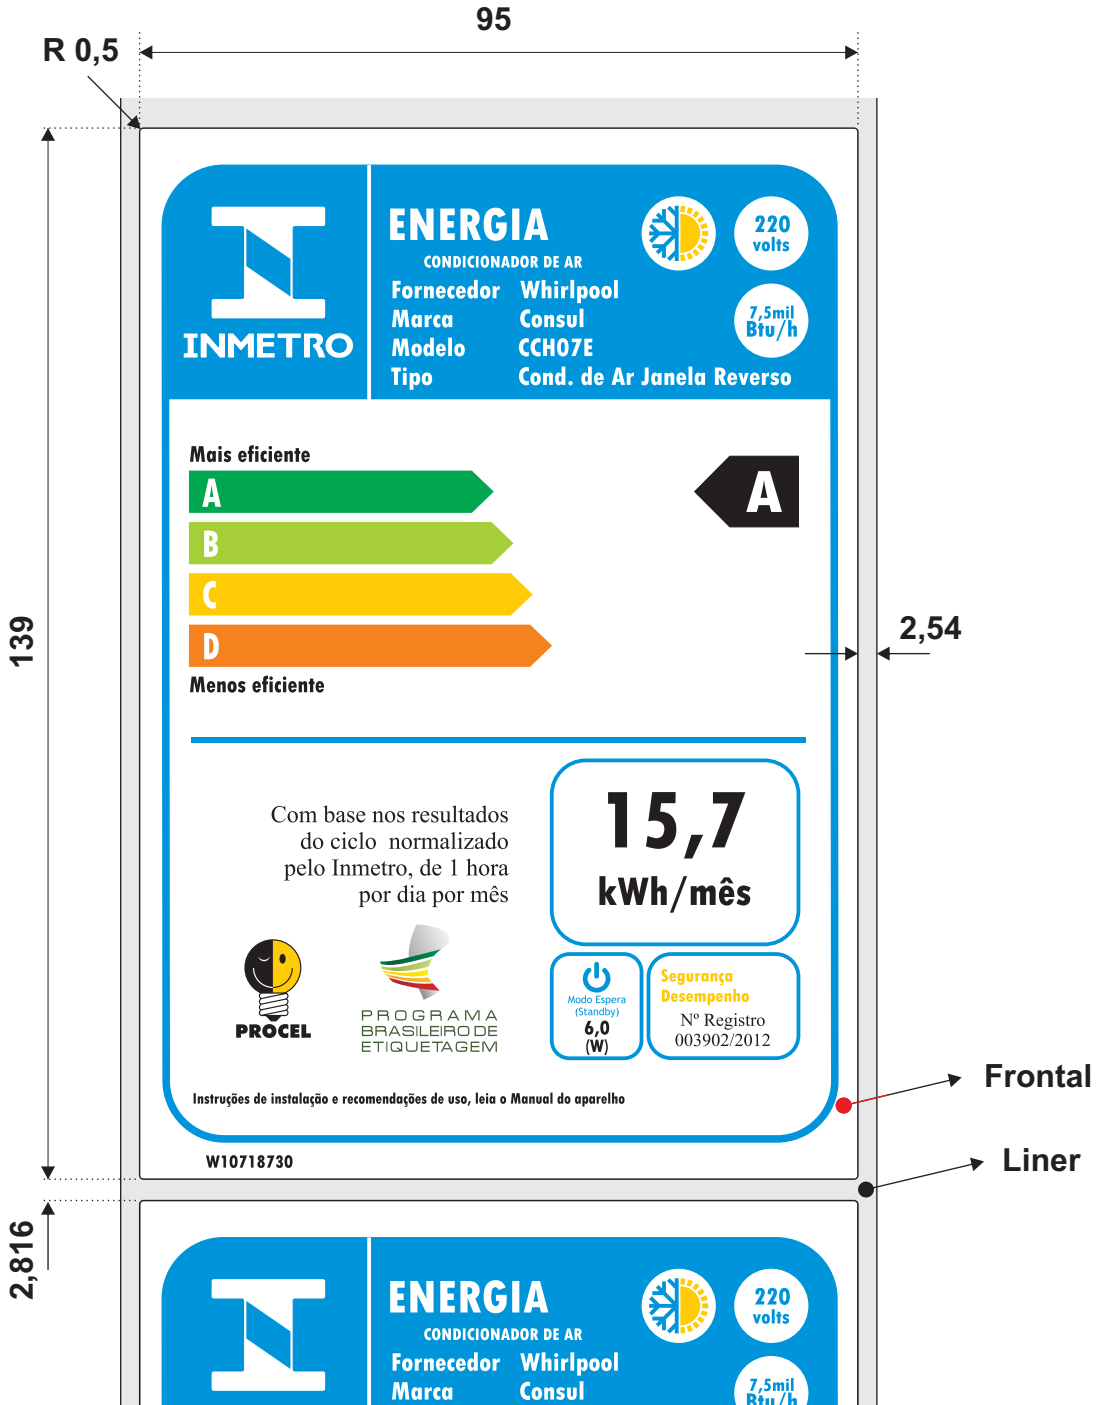 95
R 0,5
ENERGIA
CONDICIONADOR DE AR
220
volts
Fornecedor Whirlpool
Marca Consul
Modelo CCH07E
Tipo Cond. de Ar Janela Reverso
7,5mil
Btu/h
INMETRO
Mais eficiente
A
A
B
C
D
Menos eficiente
139
2,54
Com base nos resultados
do ciclo normalizado
pelo Inmetro, de 1 hora
por dia por mês
15,7
kWh/mês
PROCEL
PROGRAMA
BRASILEIRO DE
ETIQUETAGEM
Modo Espera
(Standby)
6,0
(W)
Segurança
Desempenho
Nº Registro
003902/2012
Instruções de instalação e recomendações de uso, leia o Manual do aparelho
W10718730
Frontal
Liner
2,816
ENERGIA
CONDICIONADOR DE AR
220
volts
Fornecedor Whirlpool
Marca Consul
7,5mil
Btu/h